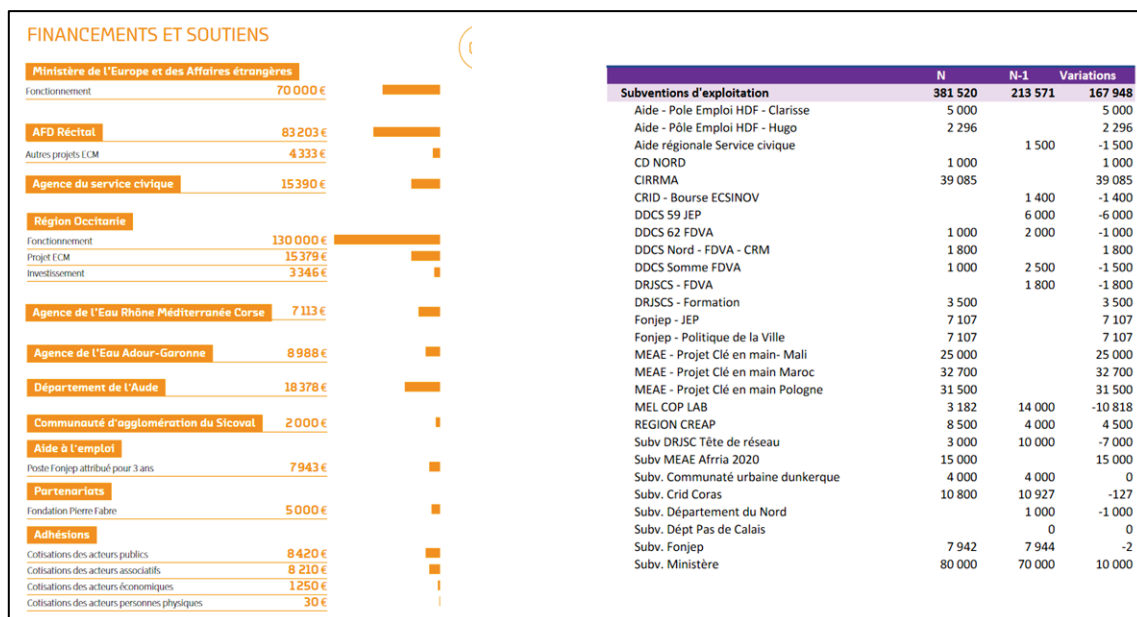 FINANCEMENTS ET SOUTIENS
Ministère de l'Europe et des Affaires étrangères
Fonctionnement 70 000 €
AFD Récital 83 203 €
Autres projets ECM 4 333 €
Agence du service civique 15 390 €
Région Occitanie
Fonctionnement 130 000 €
Projet ECM 15 379 €
Investissement 3 346 €
Agence de l'Eau Rhône Méditerranée Corse 7 113 €
Agence de l'Eau Adour-Garonne 8 988 €
Département de l'Aude 18 378 €
Communauté d'agglomération du Sicoval 2 000 €
Aide à l'emploi
Poste Fonjep attribué pour 3 ans 7 943 €
Partenariats
Fondation Pierre Fabre 5 000 €
Adhésions
Cotisations des acteurs publics 8 420 €
Cotisations des acteurs associatifs 8 210 €
Cotisations des acteurs économiques 1 250 €
Cotisations des acteurs personnes physiques 30 €
N N-1 Variations
Subventions d'exploitation 381 520 213 571 167 948
Aide - Pole Emploi HDF - Clarisse 5 000 5 000
Aide - Pôle Emploi HDF - Hugo 2 296 2 296
Aide régionale Service civique 1 500 -1 500
CD NORD 1 000 1 000
CIRRMA 39 085 39 085
CRID - Bourse ECSINOV 1 400 -1 400
DDCS 59 JEP 6 000 -6 000
DDCS 62 FDVA 1 000 2 000 -1 000
DDCS Nord - FDVA - CRM 1 800 1 800
DDCS Somme FDVA 1 000 2 500 -1 500
DRJSCS - FDVA 1 800 -1 800
DRJSCS - Formation 3 500 3 500
Fonjep - JEP 7 107 7 107
Fonjep - Politique de la Ville 7 107 7 107
MEAE - Projet Clé en main- Mali 25 000 25 000
MEAE - Projet Clé en main Maroc 32 700 32 700
MEAE - Projet Clé en main Pologne 31 500 31 500
MEL COP LAB 3 182 14 000 -10 818
REGION CREAP 8 500 4 000 4 500
Subv DRJSC Tête de réseau 3 000 10 000 -7 000
Subv MEAE Afrria 2020 15 000 15 000
Subv. Communauté urbaine dunkerque 4 000 4 000 0
Subv. Crid Coras 10 800 10 927 -127
Subv. Département du Nord 1 000 -1 000
Subv. Dépt Pas de Calais 0 0
Subv. Fonjep 7 942 7 944 -2
Subv. Ministère 80 000 70 000 10 000